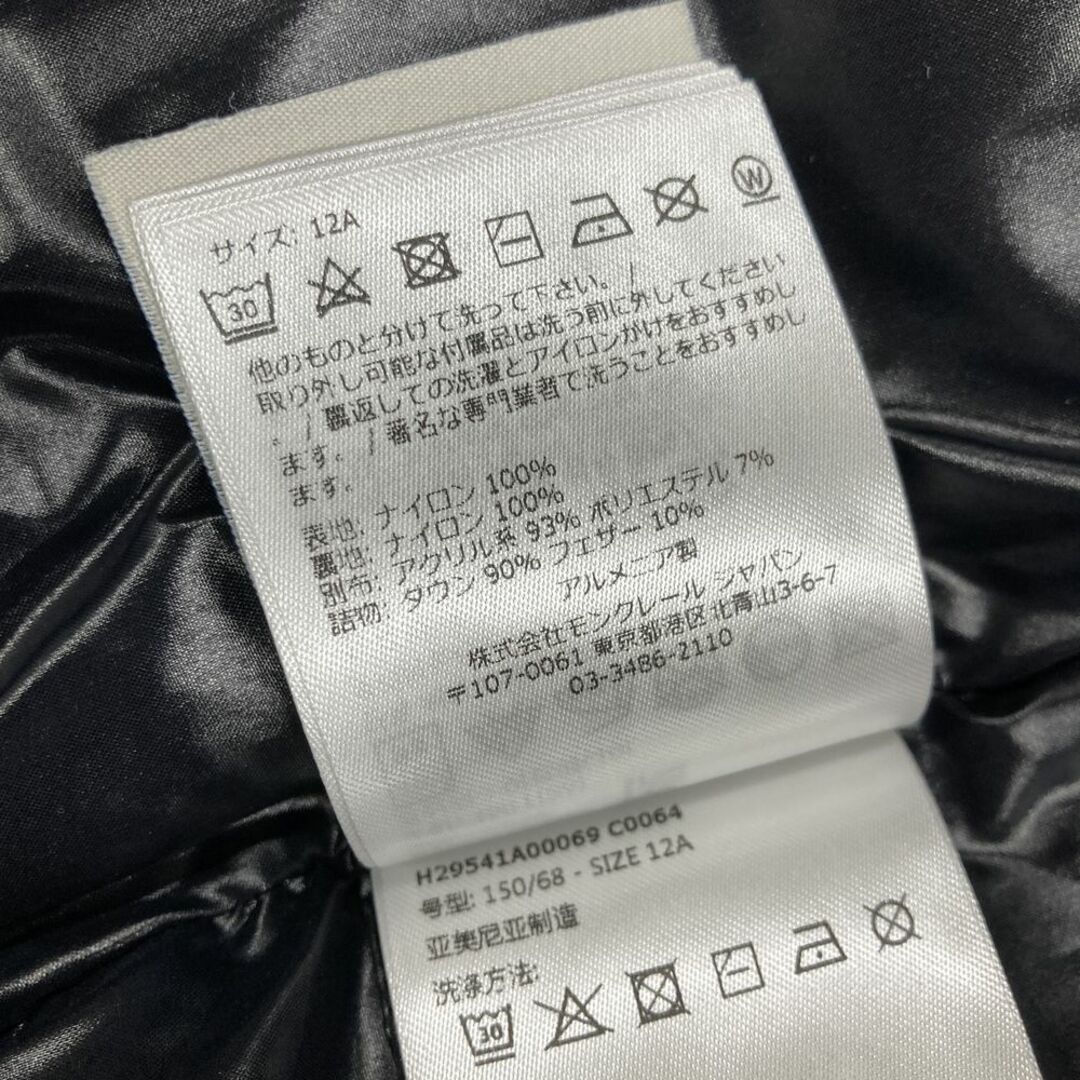 サイズ: 12A
30
W
他のものと分けて洗って下さい。/
取り外し可能な付属品は洗う前に外してください
。/裏返しての洗濯とアイロンがけをおすすめし
ます。/著名な専門業者で洗うことをおすすめし
ます。
表地: ナイロン 100%
裏地: ナイロン 100%
別布: アクリル系 93% ポリエステル 7%
詰物: ダウン 90% フェザー 10%
アルメニア製
株式会社モンクレール ジャパン
〒107-0061 東京都港区北青山3-6-7
03-3486-2110
H29541A00069 C0064
号型: 150/68 - SIZE 12A
亚美尼亚制造
洗涤方法:
30